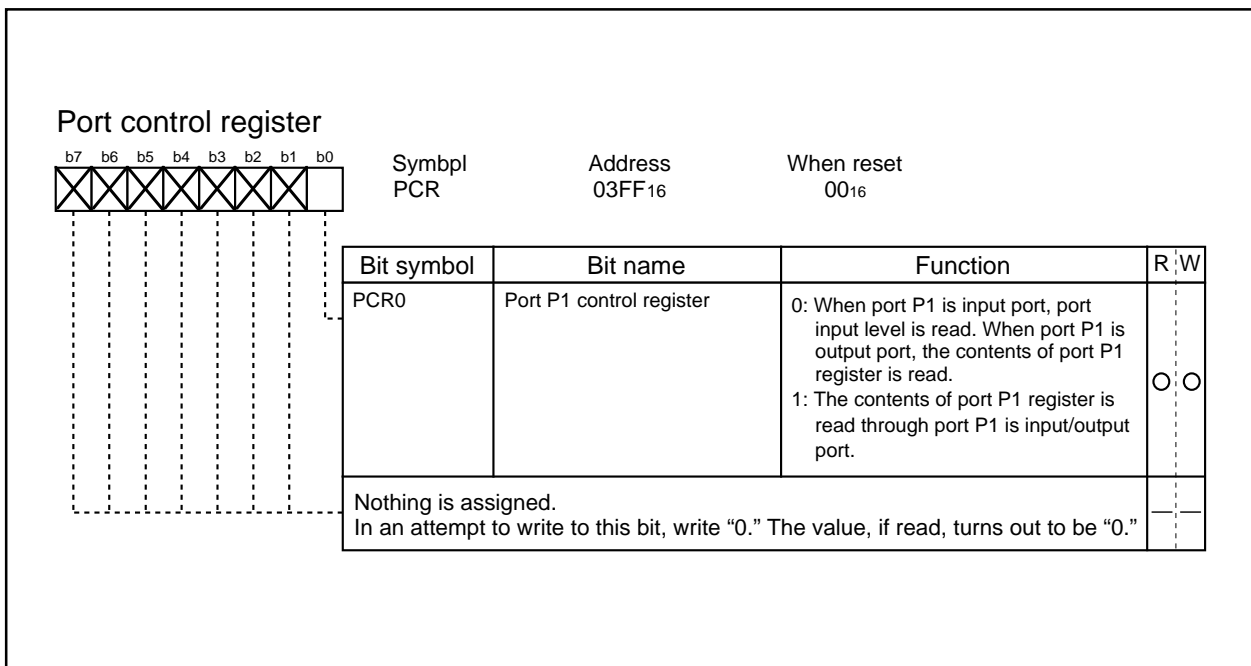 Port control register
b7 b6 b5 b4 b3 b2 b1 b0
Symbpl Address When reset
PCR 03FF16 0016
Bit symbol Bit name Function R W
PCR0 Port P1 control register 0: When port P1 is input port, port
input level is read. When port P1 is
output port, the contents of port P1
register is read.
1: The contents of port P1 register is
read through port P1 is input/output
port.
Nothing is assigned.
In an attempt to write to this bit, write “0.” The value, if read, turns out to be “0.”